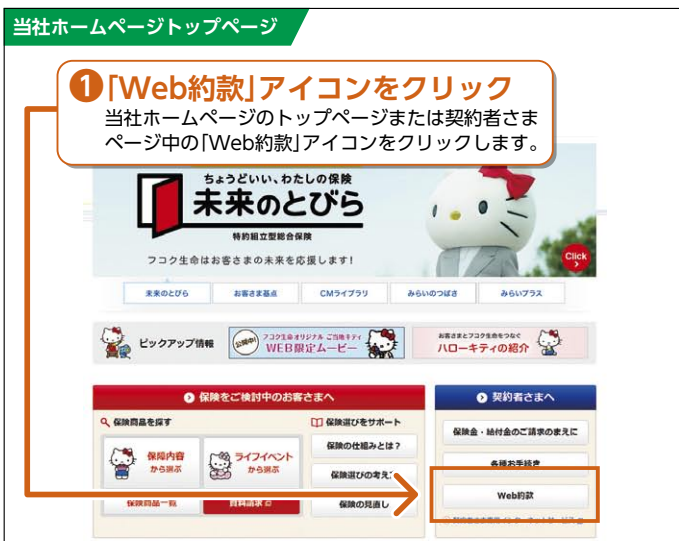 当社ホームページトップページ
❶「Web約款」アイコンをクリック
当社ホームページのトップページまたは契約者さま
ページ中の「Web約款」アイコンをクリックします。
ちょうどいい、わたしの保険
未来のとびら
特約組立型総合保険
フコク生命はお客さまの未来を応援します!
Click
未来のとびら
お客さま基点
CMライブラリ
みらいのつばさ
みらいプラス
ピックアップ情報
公開中!
フコク生命オリジナル ご当地キティ
WEB限定ムービー
お客さまとフコク生命をつなぐ
ハローキティの紹介
保険をご検討中のお客さまへ
保険商品を探す
保障内容
から選ぶ
ライフイベント
から選ぶ
保険商品一覧
資料請求
保険選びをサポート
保険の仕組みとは?
保険選びの考え
保険の見直し
契約者さまへ
保険金・給付金のご請求のまえに
各種お手続き
Web約款